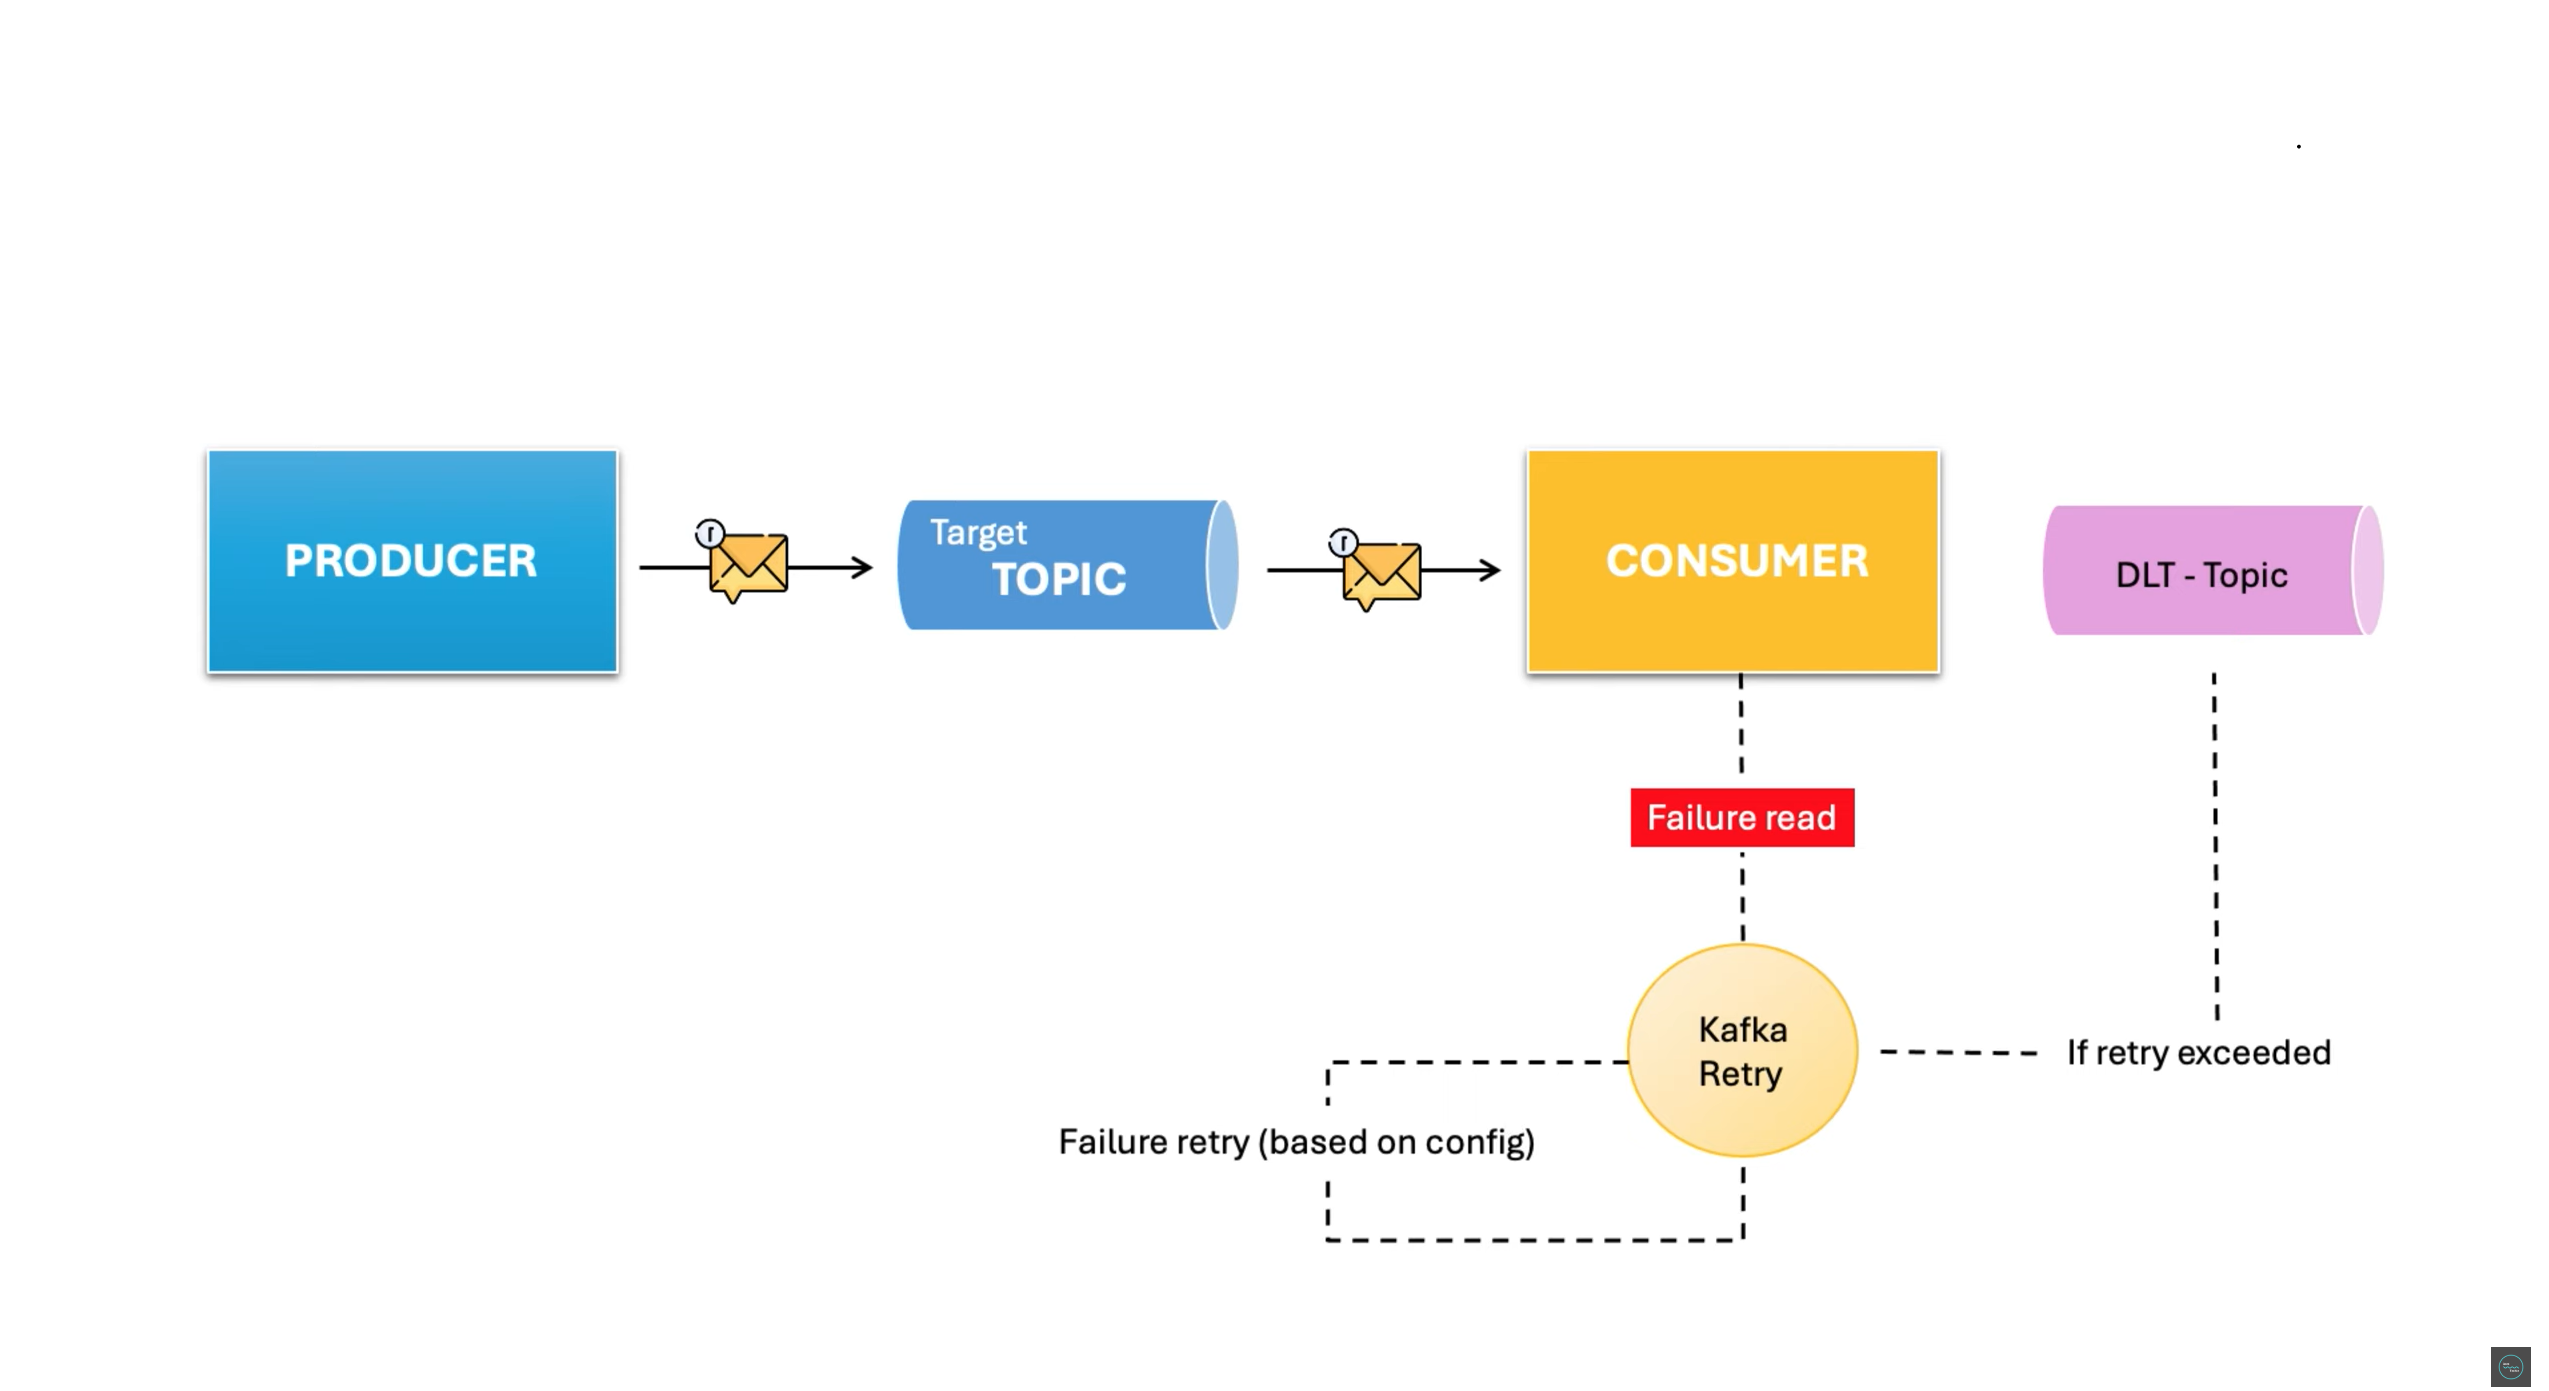 PRODUCER
Target
TOPIC
CONSUMER
DLT - Topic
Failure read
Kafka
Retry
If retry exceeded
Failure retry (based on config)